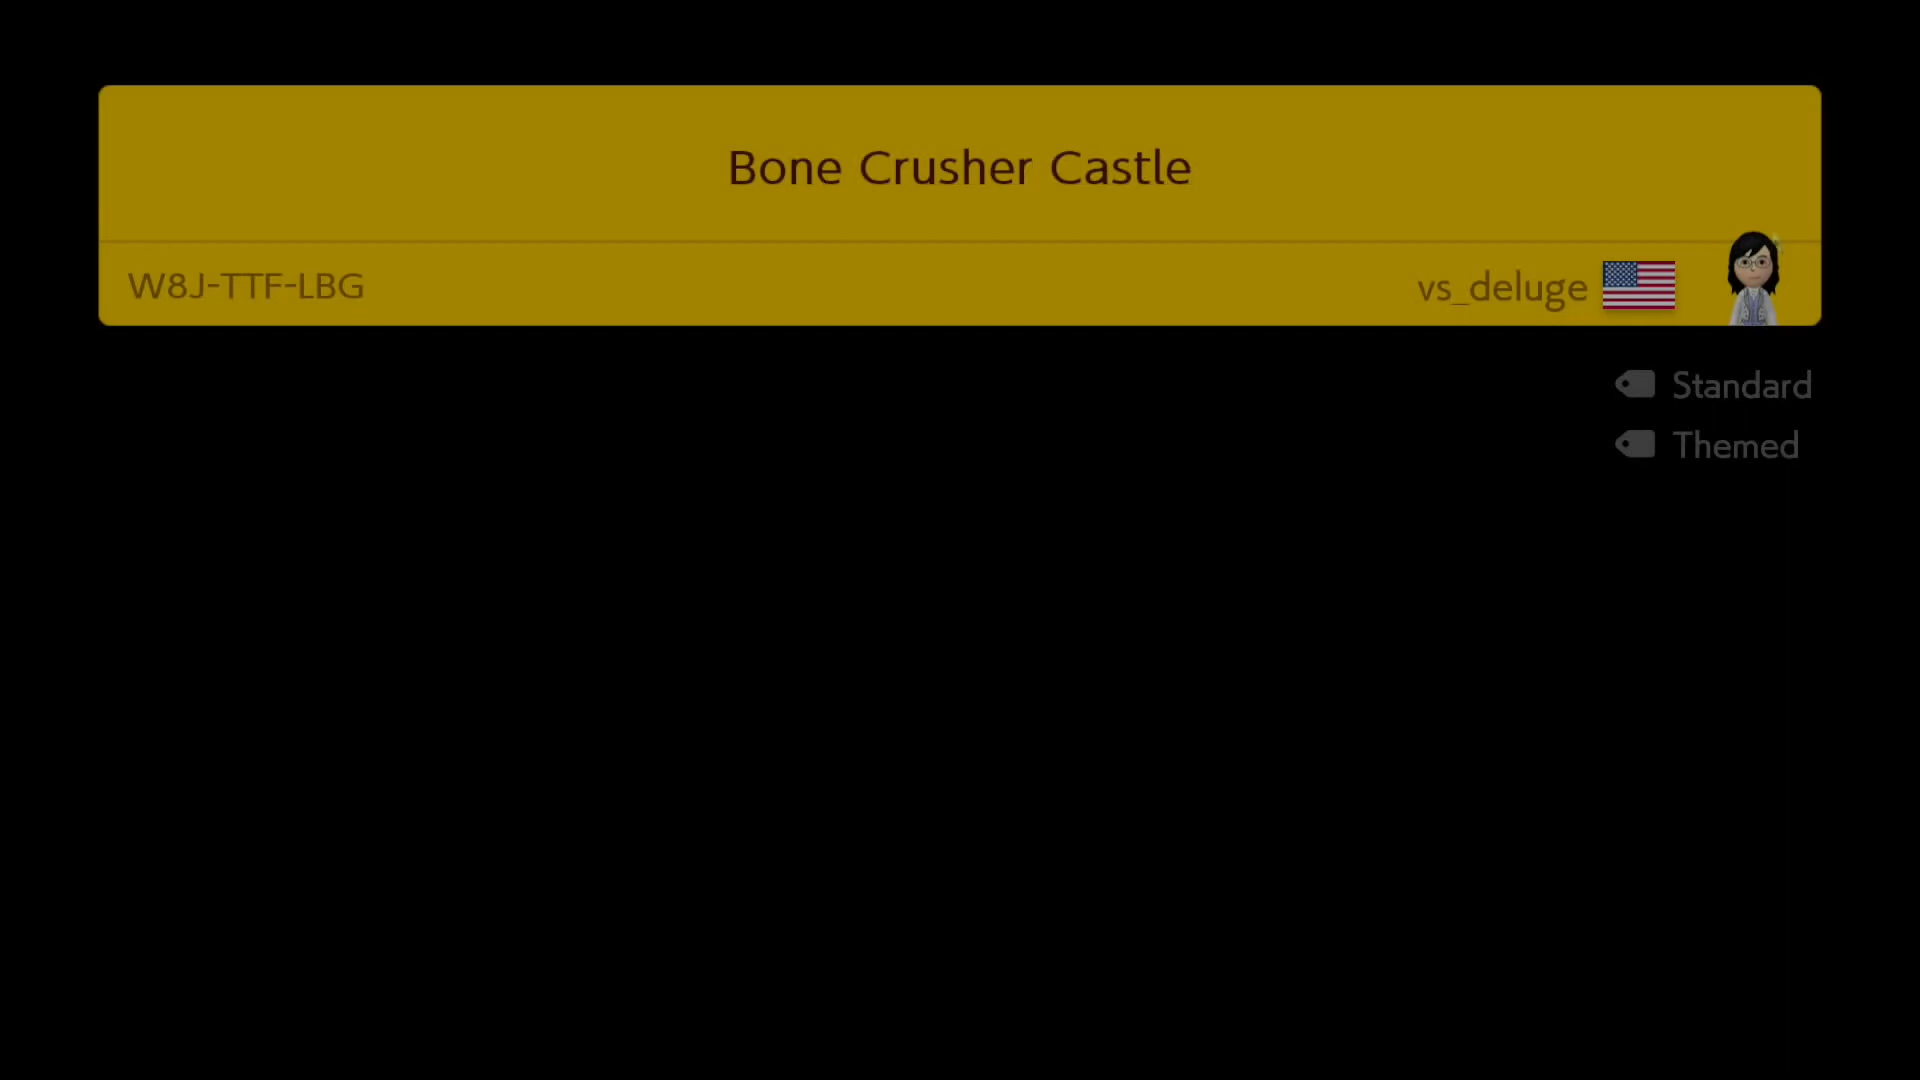 Bone Crusher Castle
W8J-TTF-LBG
vs_deluge
Standard
Themed